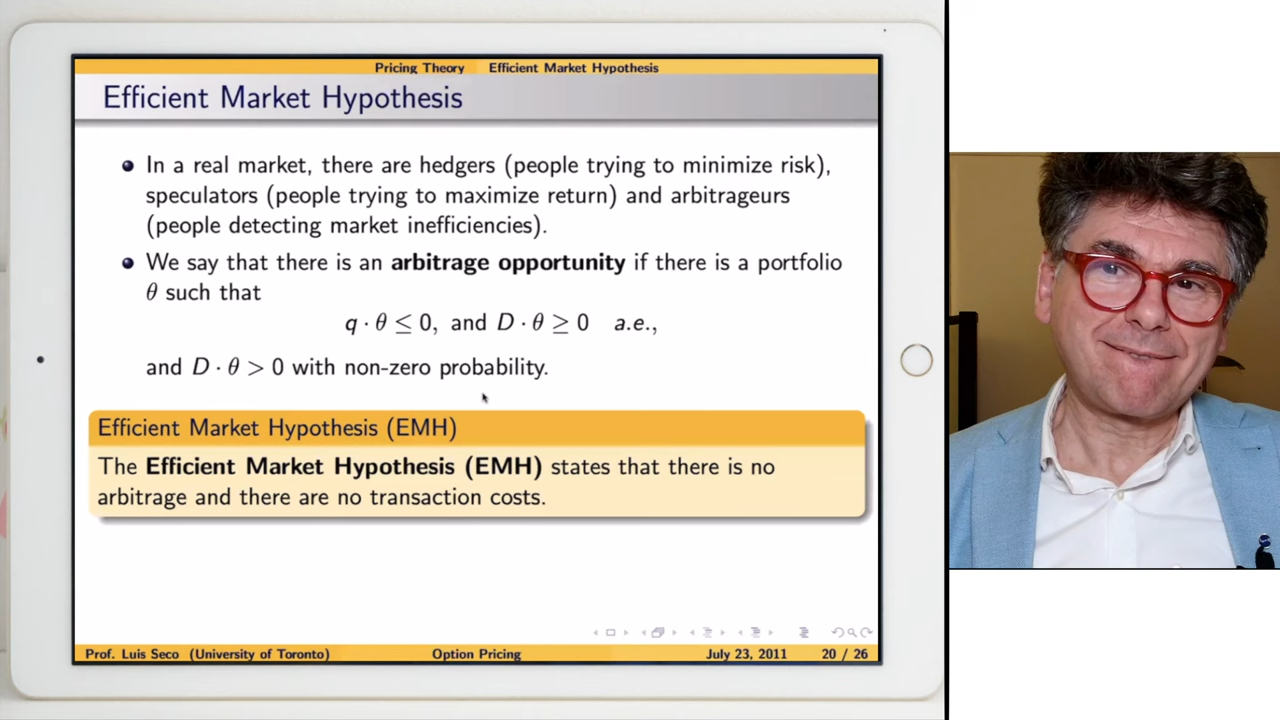 Pricing Theory Efficient Market Hypothesis
Efficient Market Hypothesis
In a real market, there are hedgers (people trying to minimize risk),
speculators (people trying to maximize return) and arbitrageurs
(people detecting market inefficiencies).
We say that there is an arbitrage opportunity if there is a portfolio
θ such that
q · θ ≤ 0, and D · θ ≥ 0 a.e.,
and D · θ > 0 with non-zero probability.
Efficient Market Hypothesis (EMH)
The Efficient Market Hypothesis (EMH) states that there is no
arbitrage and there are no transaction costs.
Prof. Luis Seco (University of Toronto) Option Pricing July 23, 2011 20 / 26